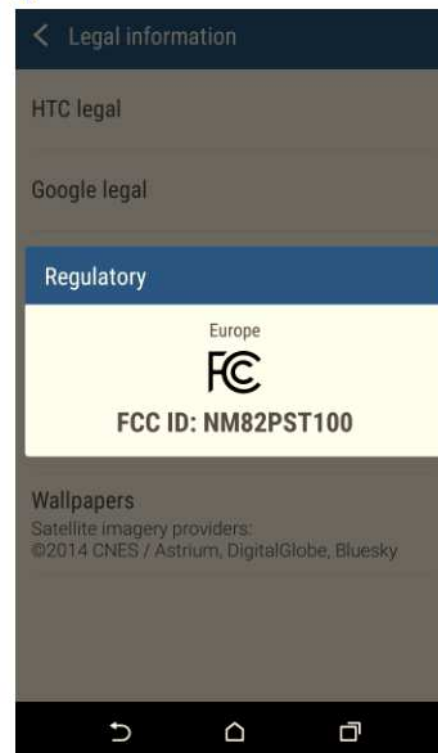 Legal information
HTC legal
Google legal
Regulatory
Europe
FC
FCC ID: NM82PST100
Wallpapers
Satellite imagery providers:
©2014 CNES / Astrium, DigitalGlobe, Bluesky